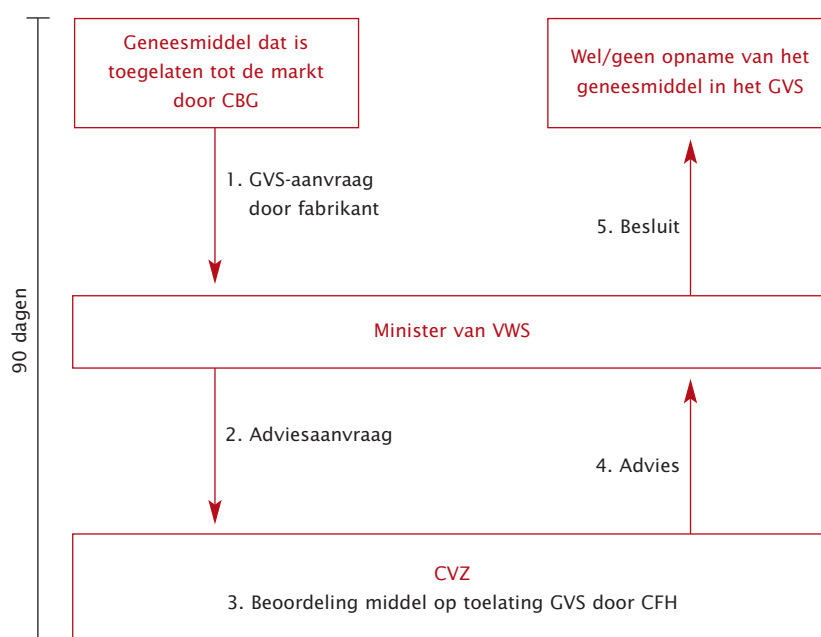 Geneesmiddel dat is
toegelaten tot de markt
door CBG
Wel/geen opname van het
geneesmiddel in het GVS
1. GVS-aanvraag
door fabrikant
5. Besluit
90 dagen
Minister van VWS
2. Adviesaanvraag
4. Advies
CVZ
3. Beoordeling middel op toelating GVS door CFH